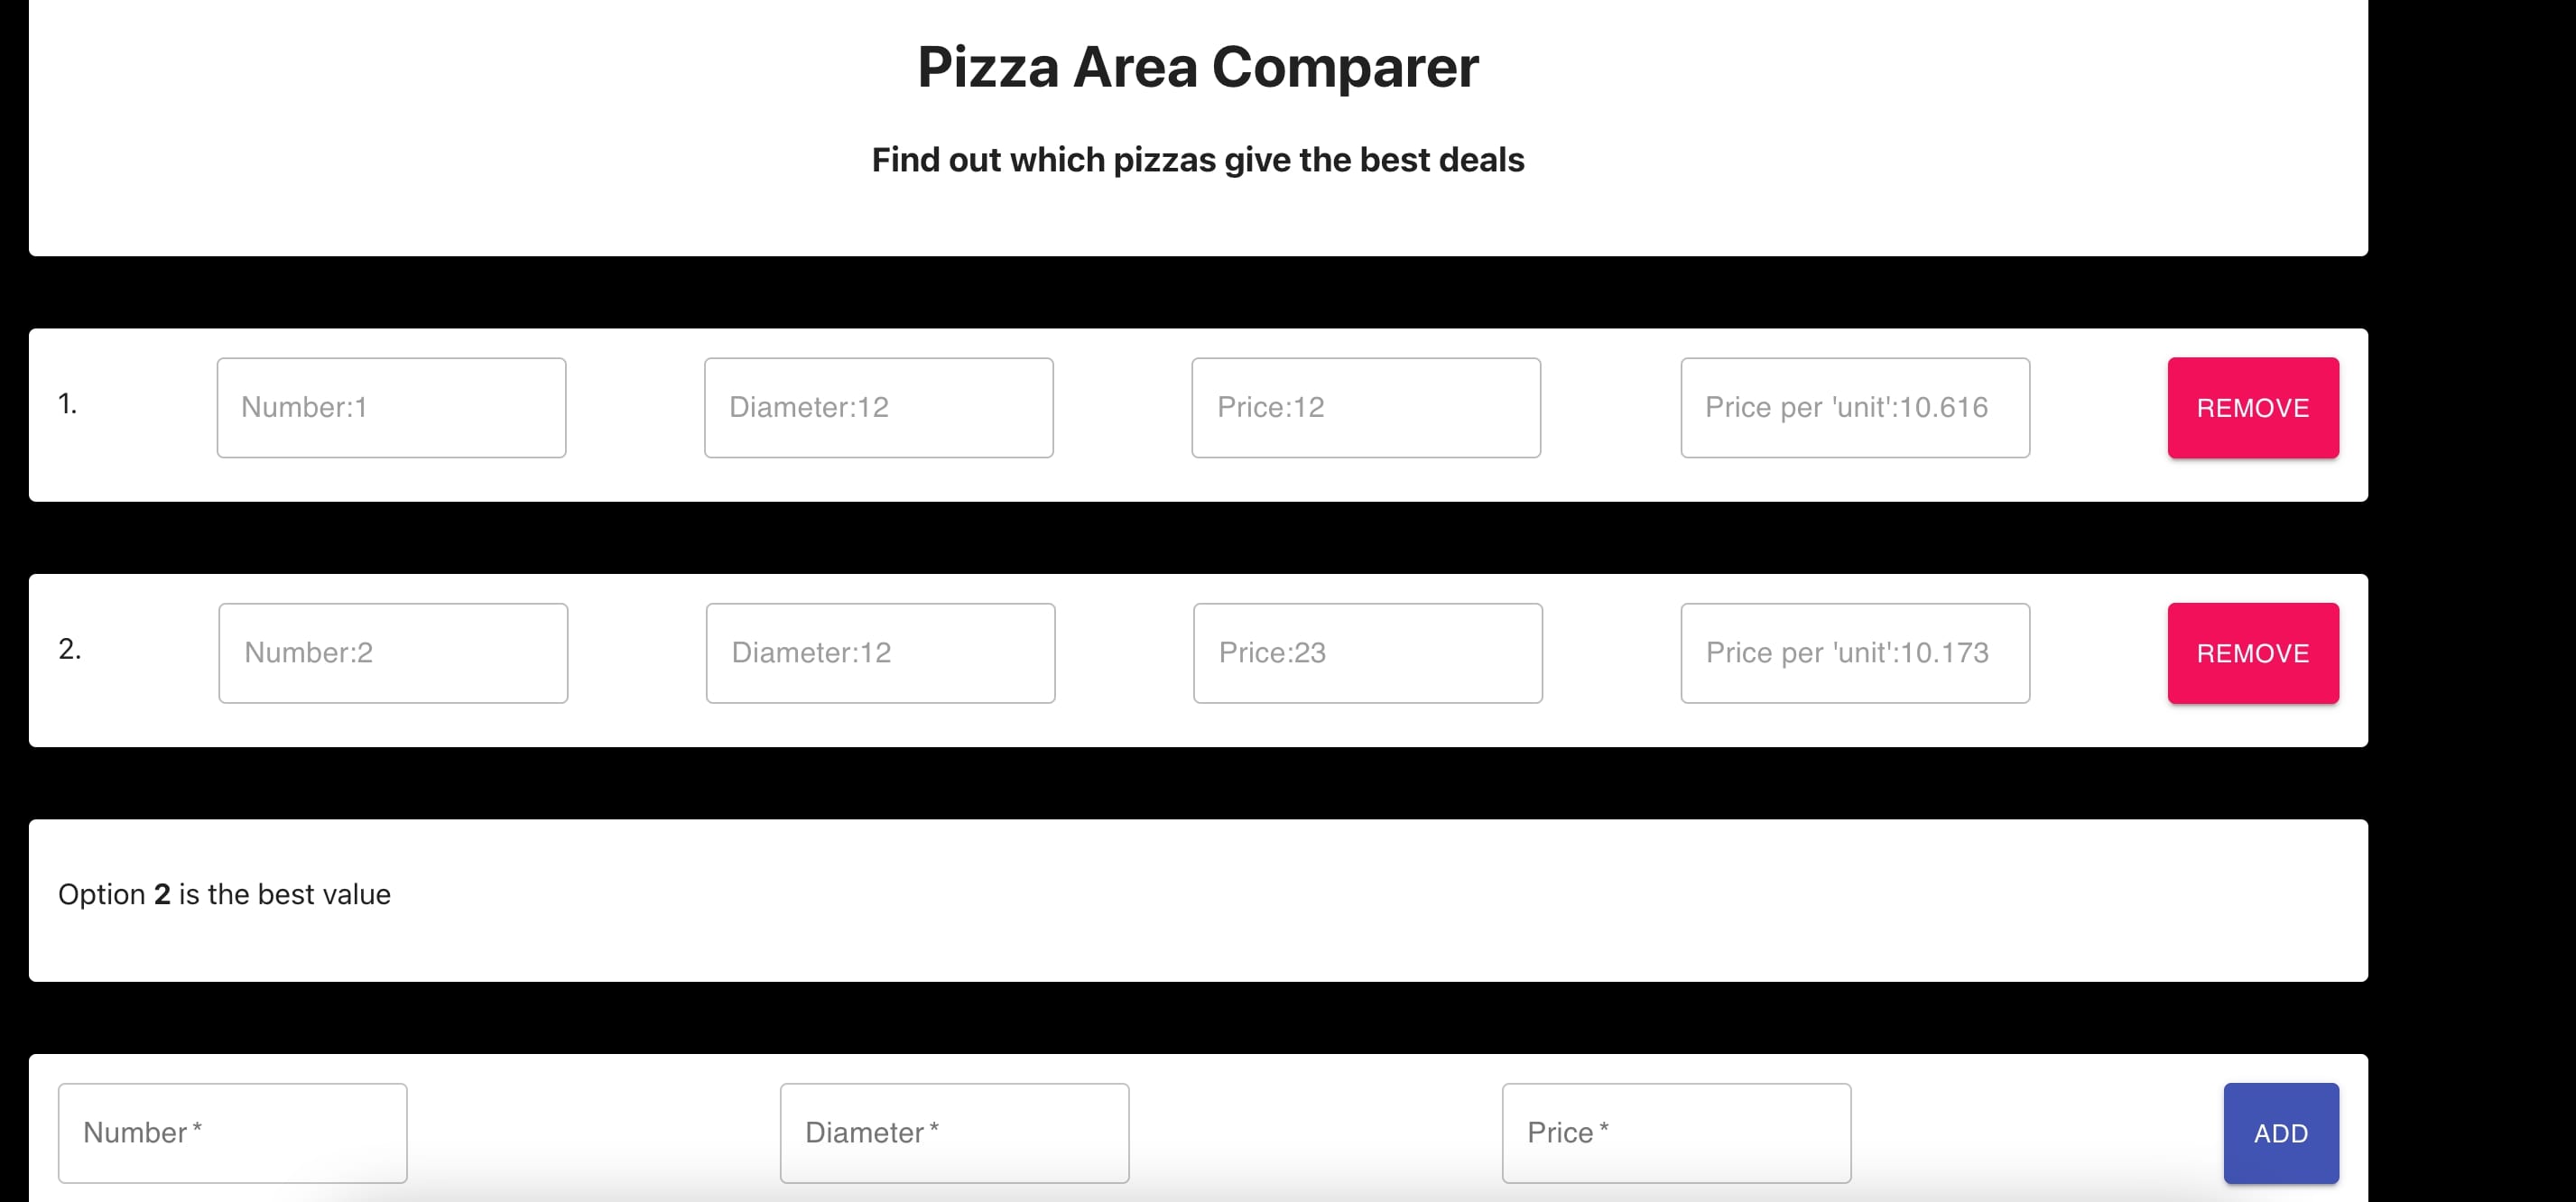 Pizza Area Comparer
Find out which pizzas give the best deals
1. Number:1 Diameter:12 Price:12 Price per 'unit':10.616 REMOVE
2. Number:2 Diameter:12 Price:23 Price per 'unit':10.173 REMOVE
Option 2 is the best value
Number * Diameter * Price * ADD